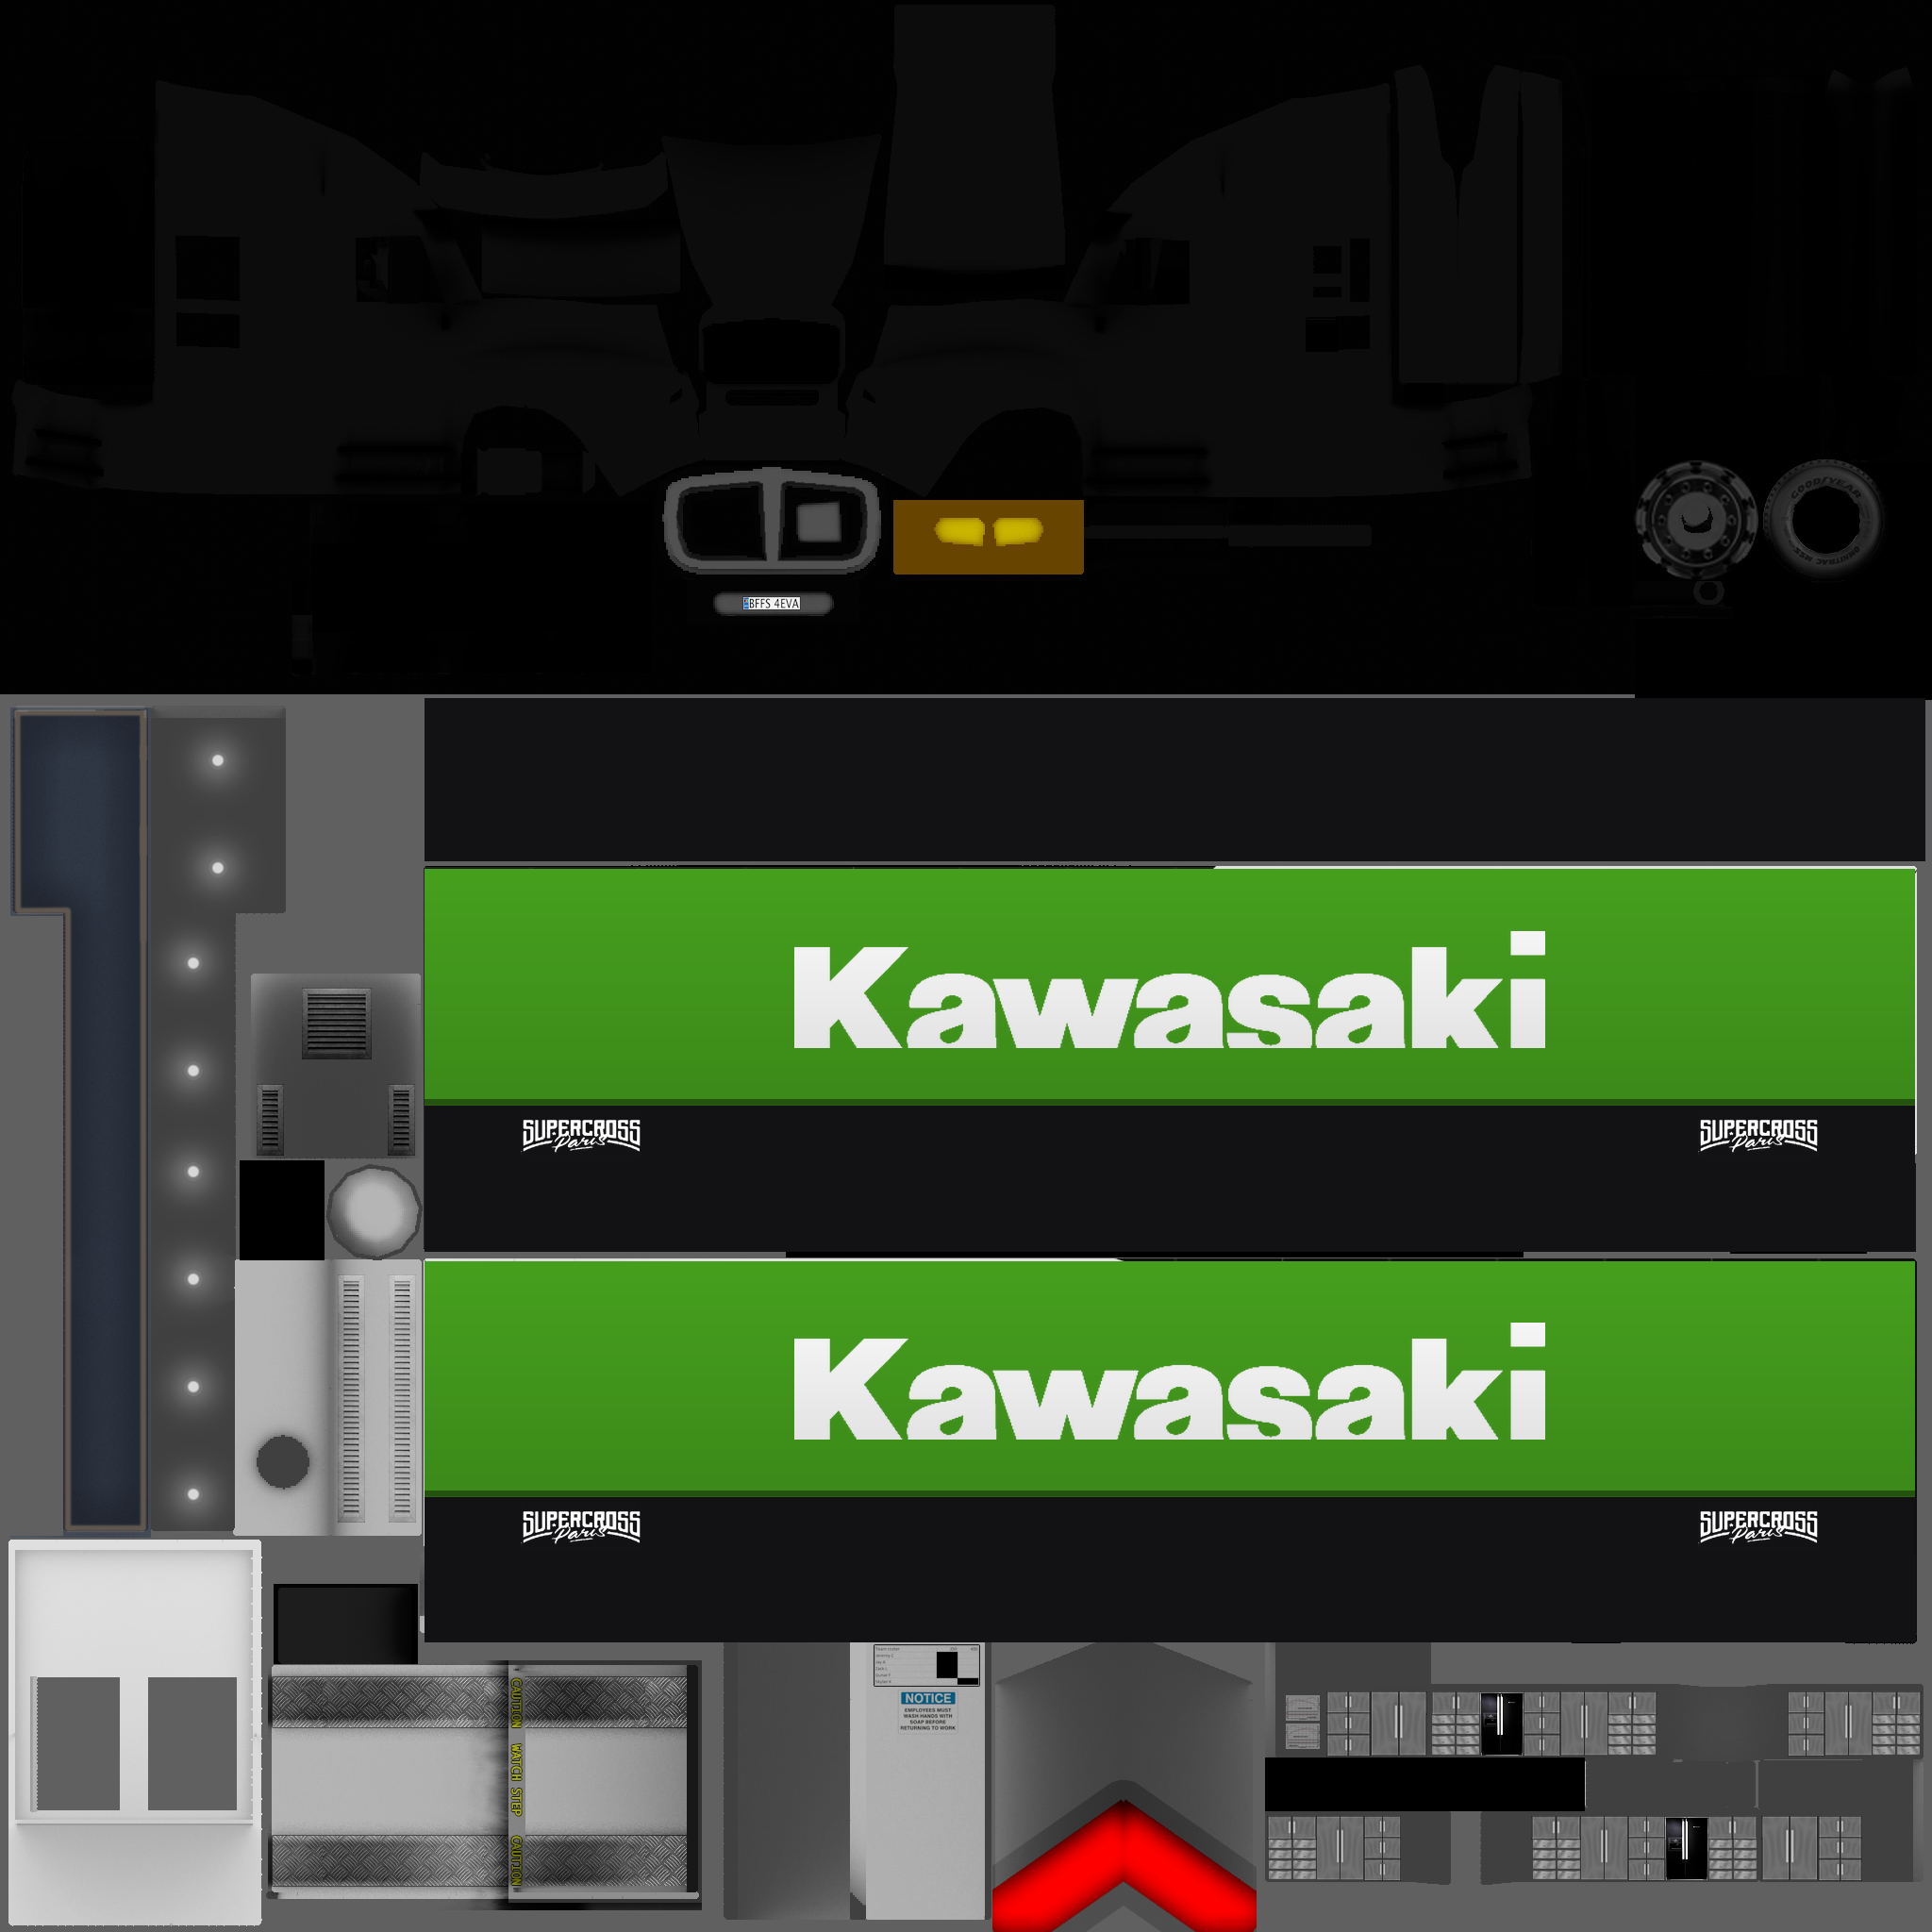 GOODYEAR
BFFS 4EVA
Kawasaki
SUPERCROSS
Paris
SUPERCROSS
Paris
Kawasaki
SUPERCROSS
Paris
SUPERCROSS
Paris
NOTICE
EMPLOYEES MUST
WASH HANDS WITH
SOAP BEFORE
RETURNING TO WORK
CAUTION WATCH STEP CAUTION